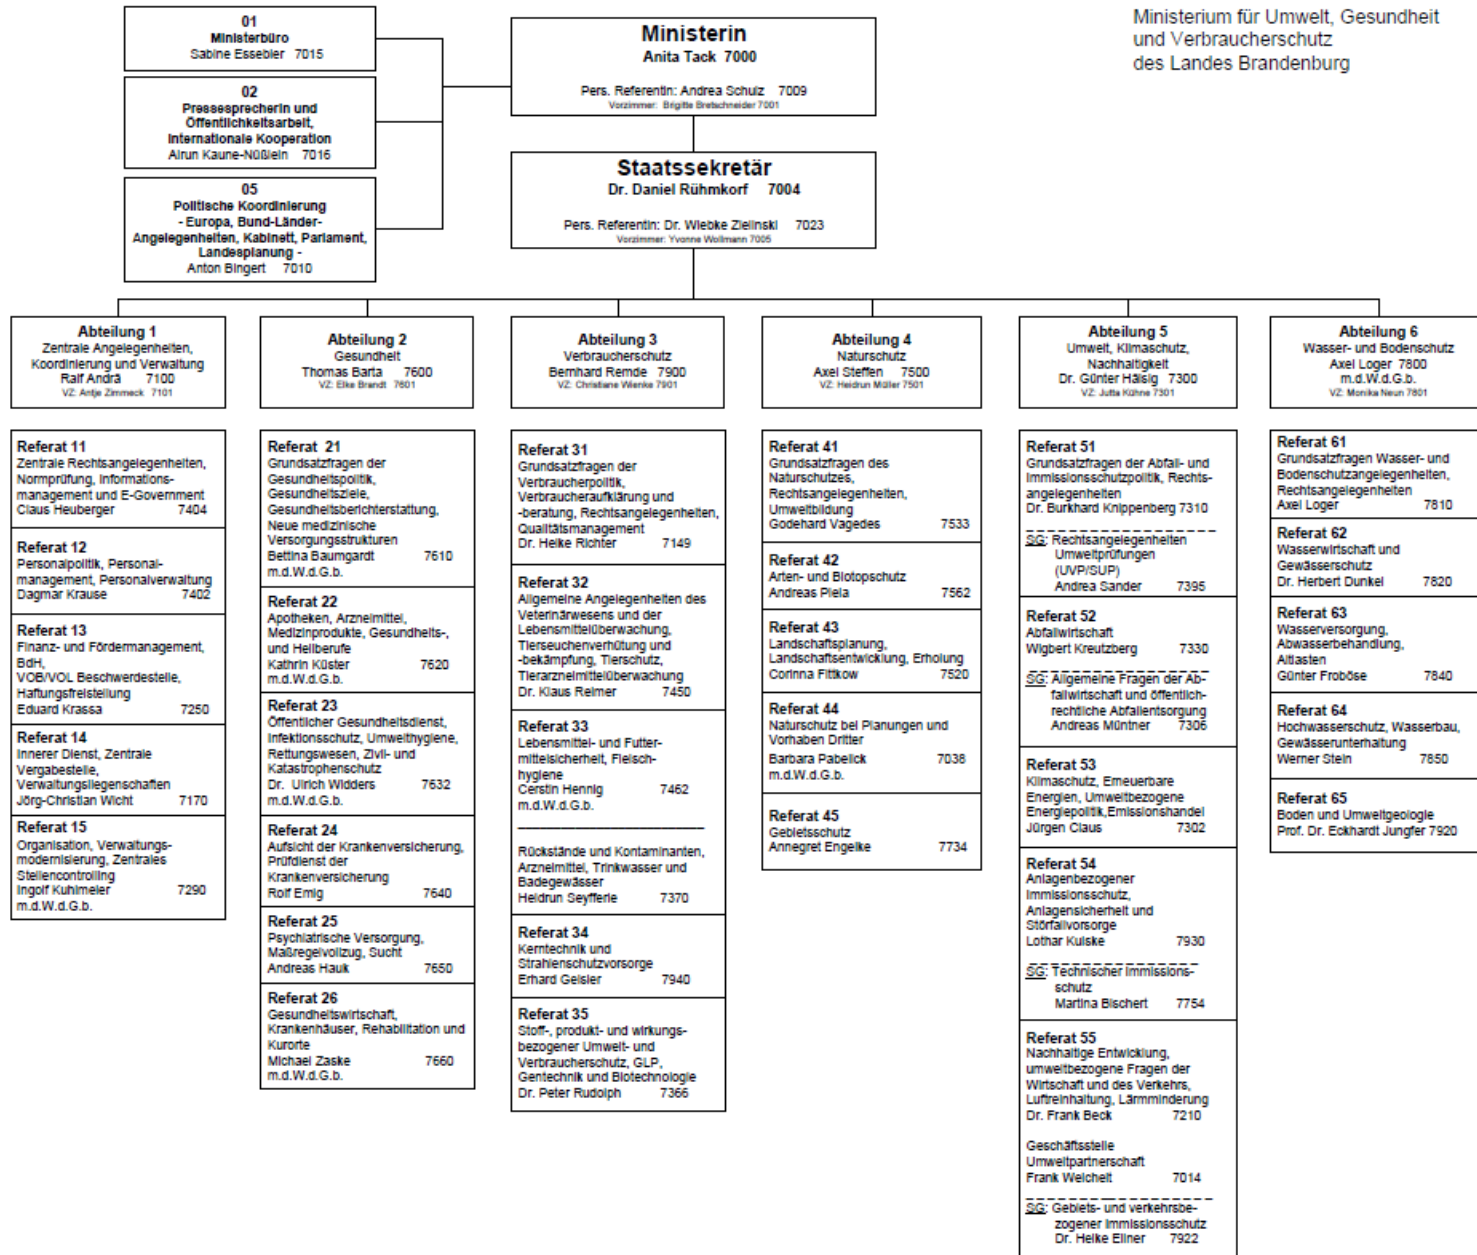 Ministerium für Umwelt, Gesundheit
und Verbraucherschutz
des Landes Brandenburg
01
Ministerbüro
Sabine Essebier 7015
02
Pressesprecherin und
Öffentlichkeitsarbeit,
Internationale Kooperation
Alrun Kaune-Nüßlein 7016
05
Politische Koordinierung
- Europa, Bund-Länder-
Angelegenheiten, Kabinett, Parlament,
Landesplanung -
Anton Bingert 7010
Ministerin
Anita Tack 7000
Pers. Referentin: Andrea Schulz 7009
Vorzimmer: Brigitte Bretschneider 7001
Staatssekretär
Dr. Daniel Rühmkorf 7004
Pers. Referentin: Dr. Wiebke Zielinski 7023
Vorzimmer: Yvonne Wollmann 7005
Abteilung 1
Zentrale Angelegenheiten,
Koordinierung und Verwaltung
Ralf Andrä 7100
VZ: Antje Zimmeck 7101
Referat 11
Zentrale Rechtsangelegenheiten,
Normprüfung, Informations-
management und E-Government
Claus Heuberger 7404
Referat 12
Personalpolitik, Personal-
management, Personalverwaltung
Dagmar Krause 7402
Referat 13
Finanz- und Fördermanagement,
BdH,
VOB/VOL Beschwerdestelle,
Haftungsfreistellung
Eduard Krassa 7250
Referat 14
Innerer Dienst, Zentrale
Vergabestelle,
Verwaltungsliegenschaften
Jörg-Christian Wicht 7170
Referat 15
Organisation, Verwaltungs-
modernisierung, Zentrales
Stellencontrolling
Ingolf Kuhlmeier 7290
m.d.W.d.G.b.
Abteilung 2
Gesundheit
Thomas Barta 7600
VZ: Elke Brandt 7601
Referat 21
Grundsatzfragen der
Gesundheitspolitik,
Gesundheitsziele,
Gesundheitsberichterstattung,
Neue medizinische
Versorgungsstrukturen
Bettina Baumgardt 7610
m.d.W.d.G.b.
Referat 22
Apotheken, Arzneimittel,
Medizinprodukte, Gesundheits-,
und Heilberufe
Kathrin Küster 7620
m.d.W.d.G.b.
Referat 23
Öffentlicher Gesundheitsdienst,
Infektionsschutz, Umwelthygiene,
Rettungswesen, Zivil- und
Katastrophenschutz
Dr. Ulrich Widders 7632
m.d.W.d.G.b.
Referat 24
Aufsicht der Krankenversicherung,
Prüfdienst der
Krankenversicherung
Rolf Emig 7640
Referat 25
Psychiatrische Versorgung,
Maßregelvollzug, Sucht
Andreas Hauk 7650
Referat 26
Gesundheitswirtschaft,
Krankenhäuser, Rehabilitation und
Kurorte
Michael Zaske 7660
m.d.W.d.G.b.
Abteilung 3
Verbraucherschutz
Bernhard Remde 7900
VZ: Christiane Wienke 7901
Referat 31
Grundsatzfragen der
Verbraucherpolitik,
Verbraucheraufklärung und
-beratung, Rechtsangelegenheiten,
Qualitätsmanagement
Dr. Heike Richter 7149
Referat 32
Allgemeine Angelegenheiten des
Veterinärwesens und der
Lebensmittelüberwachung,
Tierseuchenverhütung und
-bekämpfung, Tierschutz,
Tierarzneimittelüberwachung
Dr. Klaus Reimer 7450
Referat 33
Lebensmittel- und Futter-
mittelsicherheit, Fleisch-
hygiene
Cerstin Hennig 7462
m.d.W.d.G.b.
Rückstände und Kontaminanten,
Arzneimittel, Trinkwasser und
Badegewässer
Heidrun Seyfferle 7370
Referat 34
Kerntechnik und
Strahlenschutzvorsorge
Erhard Geisler 7940
Referat 35
Stoff-, produkt- und wirkungs-
bezogener Umwelt- und
Verbraucherschutz, GLP,
Gentechnik und Biotechnologie
Dr. Peter Rudolph 7366
Abteilung 4
Naturschutz
Axel Steffen 7500
VZ: Heidrun Müller 7501
Referat 41
Grundsatzfragen des
Naturschutzes,
Rechtsangelegenheiten,
Umweltbildung
Godehard Vagedes 7533
Referat 42
Arten- und Biotopschutz
Andreas Piela 7562
Referat 43
Landschaftsplanung,
Landschaftsentwicklung, Erholung
Corinna Fittkow 7520
Referat 44
Naturschutz bei Planungen und
Vorhaben Dritter
Barbara Pabelick 7038
m.d.W.d.G.b.
Referat 45
Gebietsschutz
Annegret Engelke 7734
Abteilung 5
Umwelt, Klimaschutz,
Nachhaltigkeit
Dr. Günter Hälsig 7300
VZ: Jutta Kühne 7301
Referat 51
Grundsatzfragen der Abfall- und
Immissionsschutzpolitik, Rechts-
angelegenheiten
Dr. Burkhard Knippenberg 7310
SG: Rechtsangelegenheiten
Umweltprüfungen
(UVP/SUP)
Andrea Sander 7395
Referat 52
Abfallwirtschaft
Wigbert Kreutzberg 7330
SG: Allgemeine Fragen der Ab-
fallwirtschaft und öffentlich-
rechtliche Abfallentsorgung
Andreas Müntner 7306
Referat 53
Klimaschutz, Erneuerbare
Energien, Umweltbezogene
Energiepolitik,Emissionshandel
Jürgen Claus 7302
Referat 54
Anlagenbezogener
Immissionsschutz,
Anlagensicherheit und
Störfallvorsorge
Lothar Kulske 7930
SG: Technischer Immissions-
schutz
Martina Bischert 7754
Referat 55
Nachhaltige Entwicklung,
umweltbezogene Fragen der
Wirtschaft und des Verkehrs,
Luftreinhaltung, Lärmminderung
Dr. Frank Beck 7210
Geschäftsstelle
Umweltpartnerschaft
Frank Weichelt 7014
SG: Gebiets- und verkehrsbe-
zogener Immissionsschutz
Dr. Heike Ellner 7922
Abteilung 6
Wasser- und Bodenschutz
Axel Loger 7800
m.d.W.d.G.b.
VZ: Monika Neun 7801
Referat 61
Grundsatzfragen Wasser- und
Bodenschutzangelegenheiten,
Rechtsangelegenheiten
Axel Loger 7810
Referat 62
Wasserwirtschaft und
Gewässerschutz
Dr. Herbert Dunkel 7820
Referat 63
Wasserversorgung,
Abwasserbehandlung,
Altlasten
Günter Froböse 7840
Referat 64
Hochwasserschutz, Wasserbau,
Gewässerunterhaltung
Werner Stein 7850
Referat 65
Boden und Umweltgeologie
Prof. Dr. Eckhardt Jungfer 7920